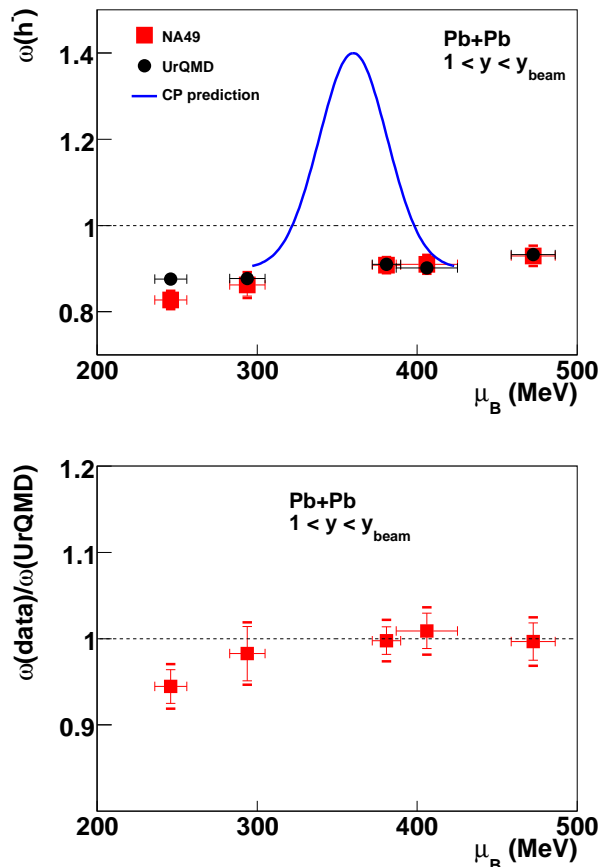 ω(h⁻)
NA49
UrQMD
CP prediction
Pb+Pb
1 < y < y_beam
1.4
1.2
1
0.8
200 300 400 500
μ_B (MeV)
ω(data)/ω(UrQMD)
Pb+Pb
1 < y < y_beam
1.2
1.1
1
0.9
200 300 400 500
μ_B (MeV)